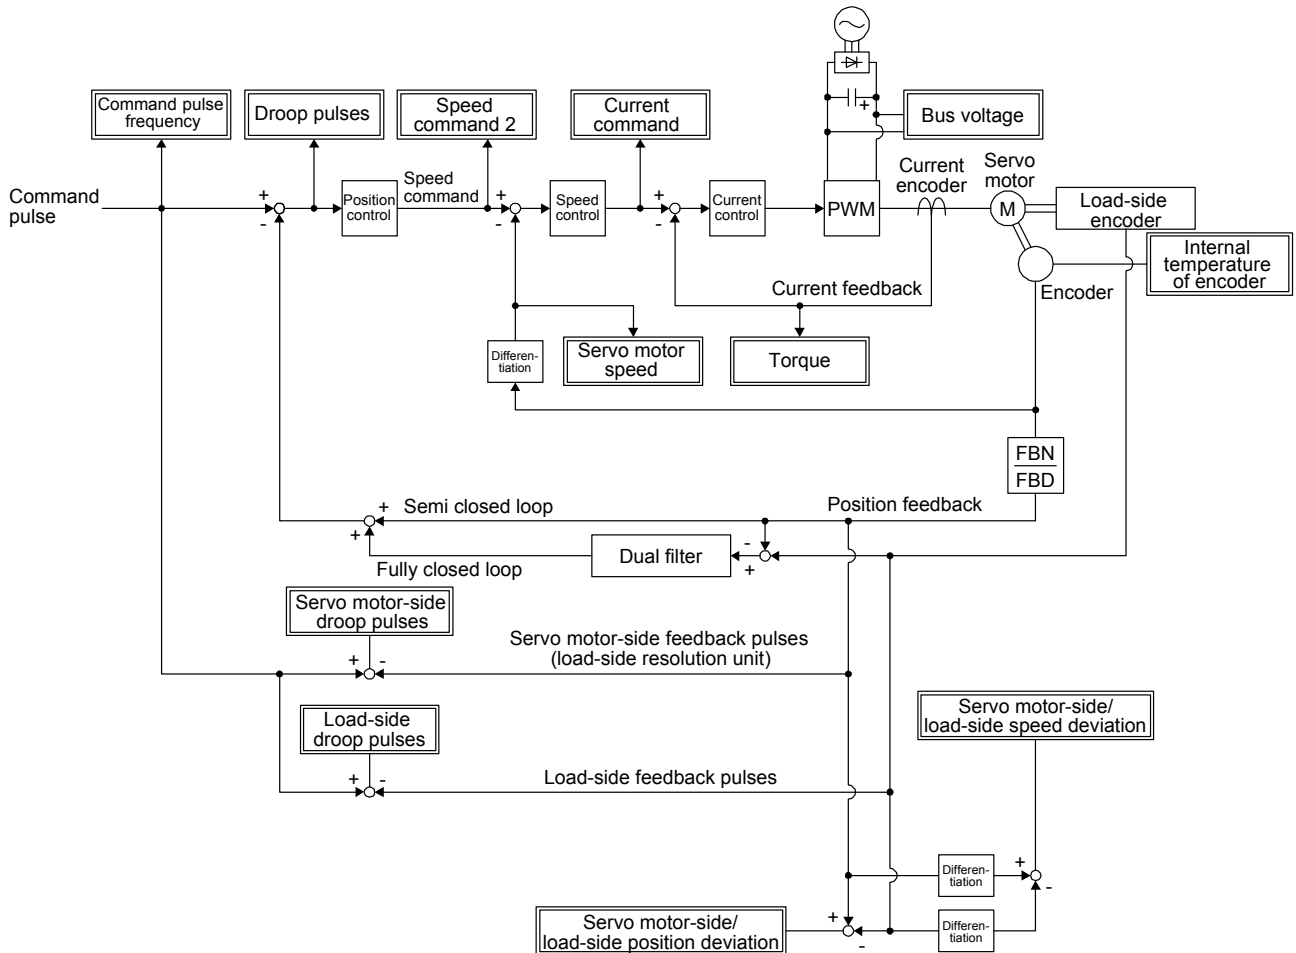 Command pulse
frequency
Droop pulses
Speed
command 2
Current
command
Bus voltage
Command
pulse
+
-
Position
control
Speed
command
+
-
Speed
control
+
-
Current
control
+
PWM
Current
encoder
Servo
motor
M
Load-side
encoder
Internal
temperature
of encoder
Encoder
Current feedback
Differen-
tiation
Servo motor
speed
Torque
FBN
FBD
Position feedback
Semi closed loop
+
+
Dual filter
-
+
Fully closed loop
Servo motor-side
droop pulses
Servo motor-side feedback pulses
(load-side resolution unit)
+
-
Load-side
droop pulses
Load-side feedback pulses
+
-
Servo motor-side/
load-side speed deviation
Differen-
tiation
+
-
Differen-
tiation
Servo motor-side/
load-side position deviation
+
-